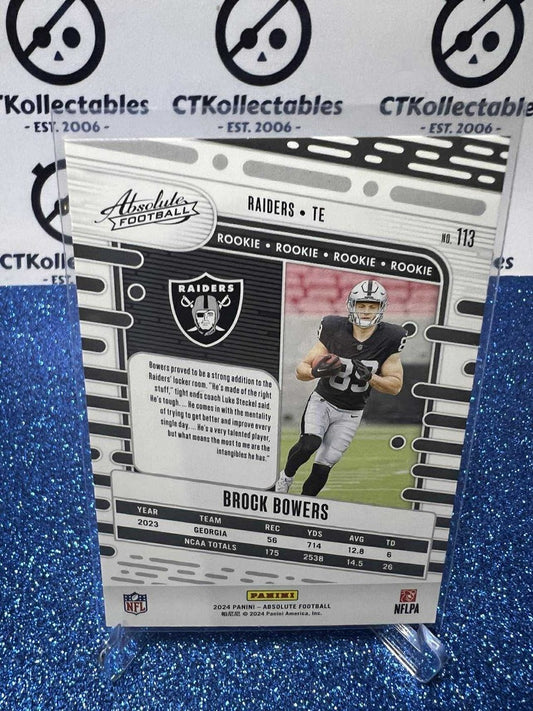 CTKollectables
CTKollectables
CTKollectables
- EST. 2006 -
- EST. 2006 -
- EST. 2006 -
CTK
Absolute
FOOTBALL
RAIDERS • TE
NO. 113
ROOKIE • ROOKIE • ROOKIE • ROOKIE
RAIDERS
Bowers proved to be a strong addition to the
Raiders' locker room. "He's made of the right
stuff," tight ends coach Luke Steckel said.
He's tough.... He comes in with the mentality
of trying to get better and improve every
single day.... He's a very talented player,
but what means the most to me are the
intangibles he has."
89
BROCK BOWERS
YEAR TEAM REC YDS AVG TD
2023 GEORGIA 56 714 12.8 6
NCAA TOTALS 175 2538 14.5 26
NFL
PANINI
NFLPA
2024 PANINI – ABSOLUTE FOOTBALL
© 2024 Panini America, Inc.